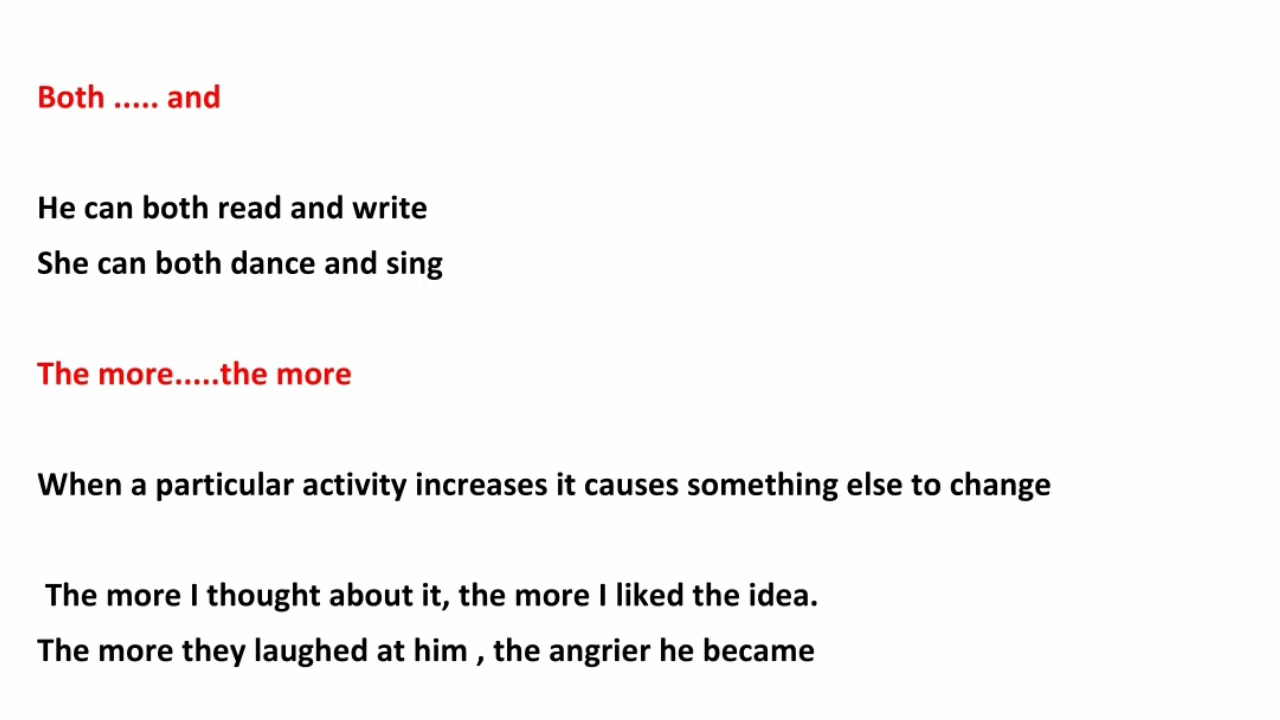 Both ..... and
He can both read and write
She can both dance and sing
The more.....the more
When a particular activity increases it causes something else to change
The more I thought about it, the more I liked the idea.
The more they laughed at him , the angrier he became